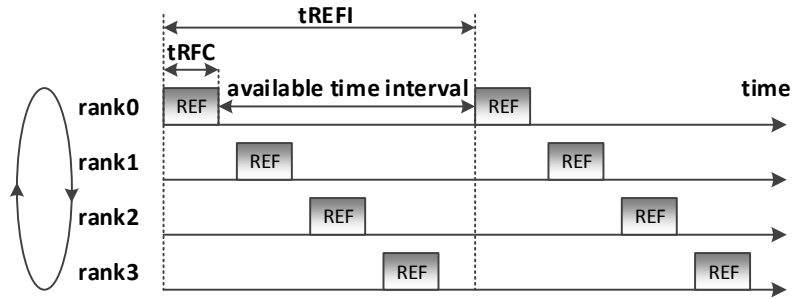 tREFI
tRFC
available time interval
time
rank0
REF
REF
rank1
REF
REF
rank2
REF
REF
rank3
REF
REF